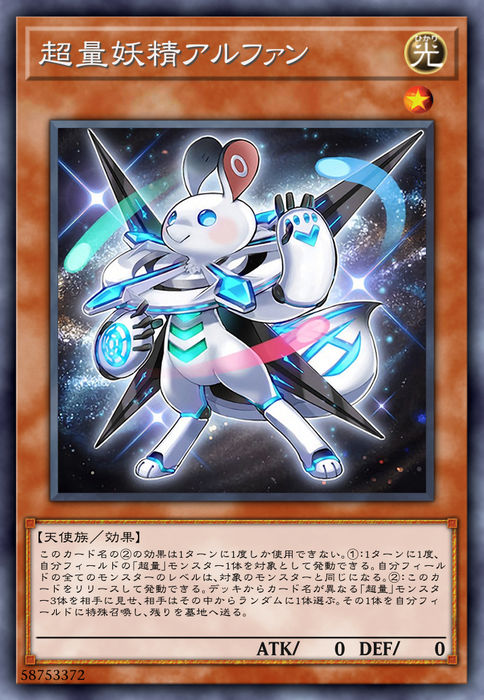 超量妖精アルファン
ひかり
光
【天使族／効果】
このカード名の②の効果は1ターンに1度しか使用できない。①:1ターンに1度、
自分フィールドの「超量」モンスター1体を対象として発動できる。自分フィール
ドの全てのモンスターのレベルは、対象のモンスターと同じになる。②:このカー
ドをリリースして発動できる。デッキからカード名が異なる「超量」モンスタ
ー3体を相手に見せ、相手はその中からランダムに1体選ぶ。その1体を自分フィ
ールドに特殊召喚し、残りを墓地へ送る。
ATK/ 0 DEF/ 0
58753372